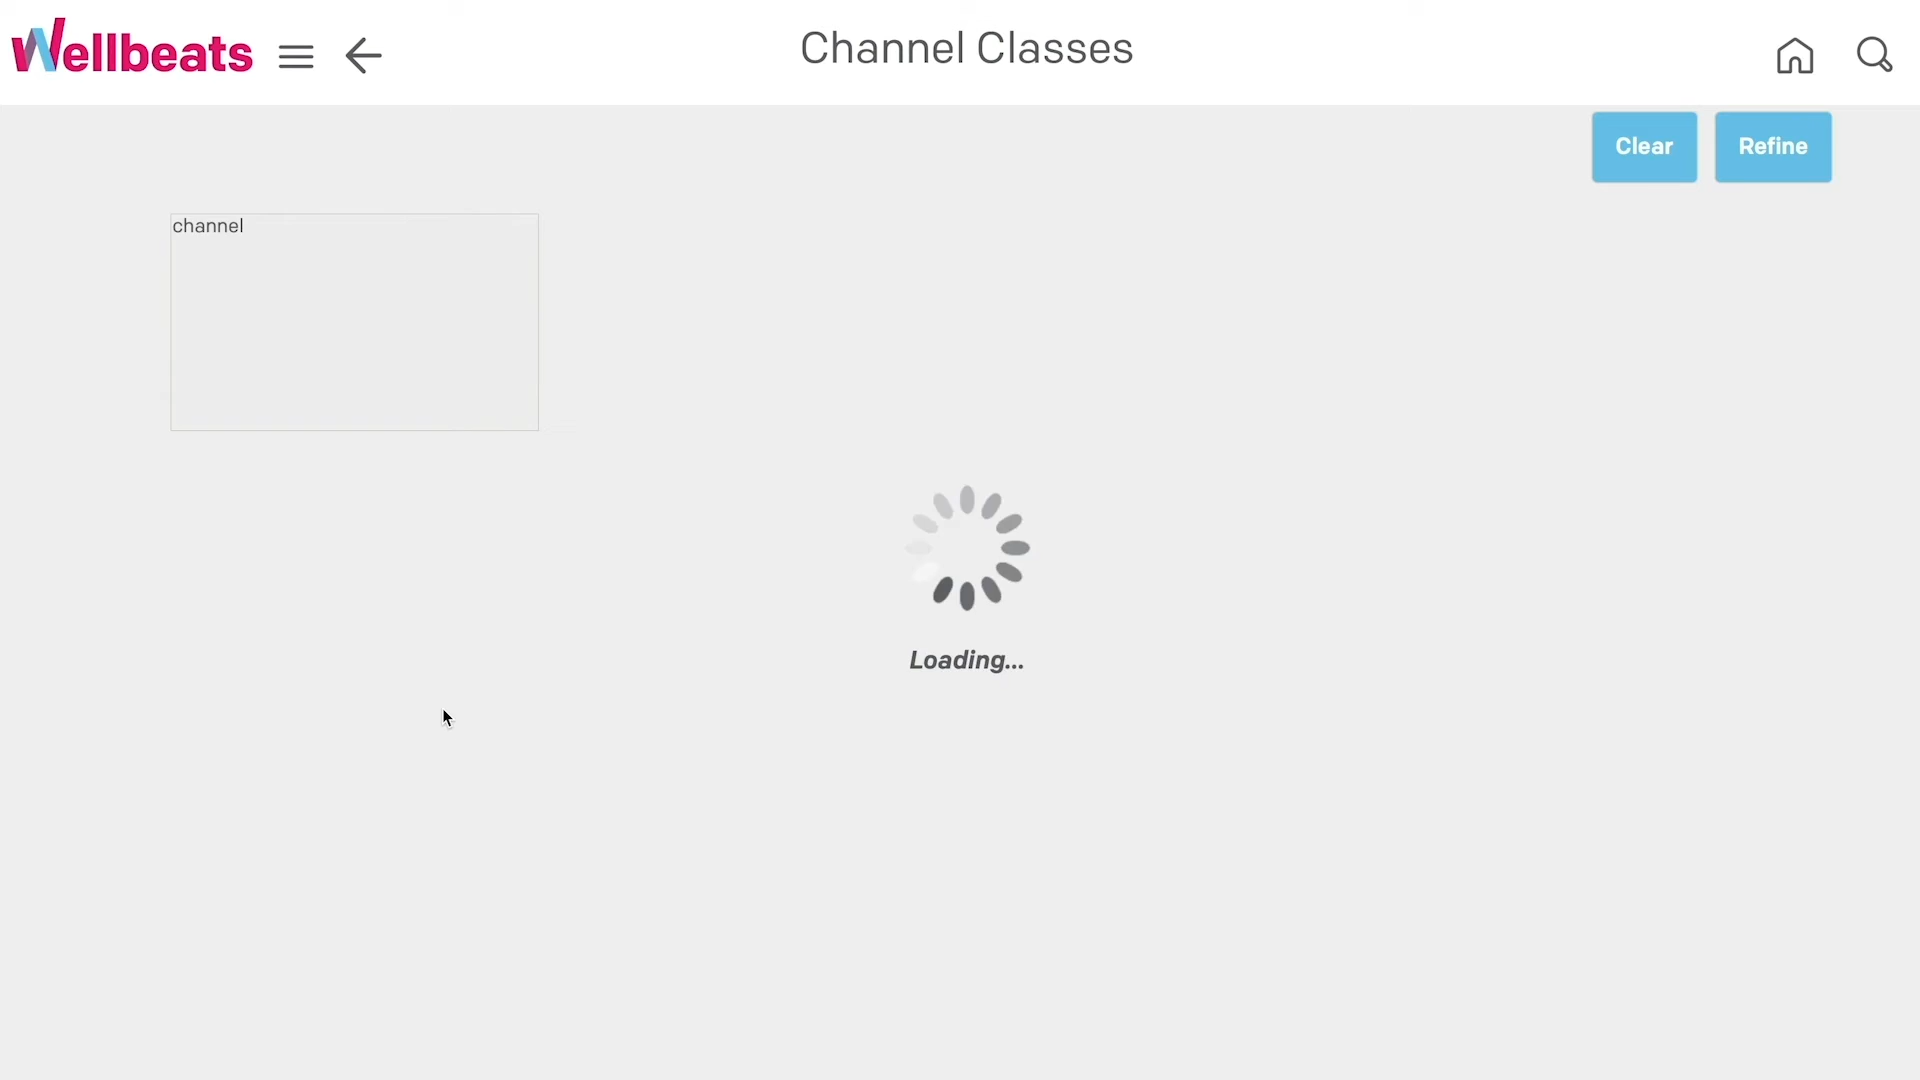 Wellbeats
Channel Classes
Clear
Refine
channel
Loading...